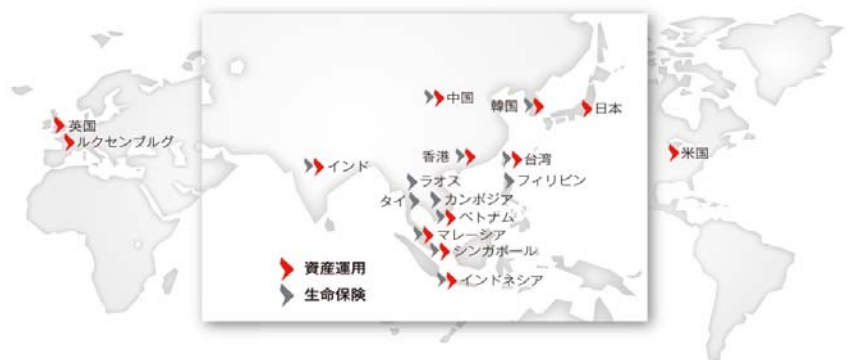 中国
韓国
日本
英国
ルクセンブルグ
香港
台湾
米国
インド
ラオス
フィリピン
タイ
カンボジア
ベトナム
マレーシア
シンガポール
資産運用
インドネシア
生命保険